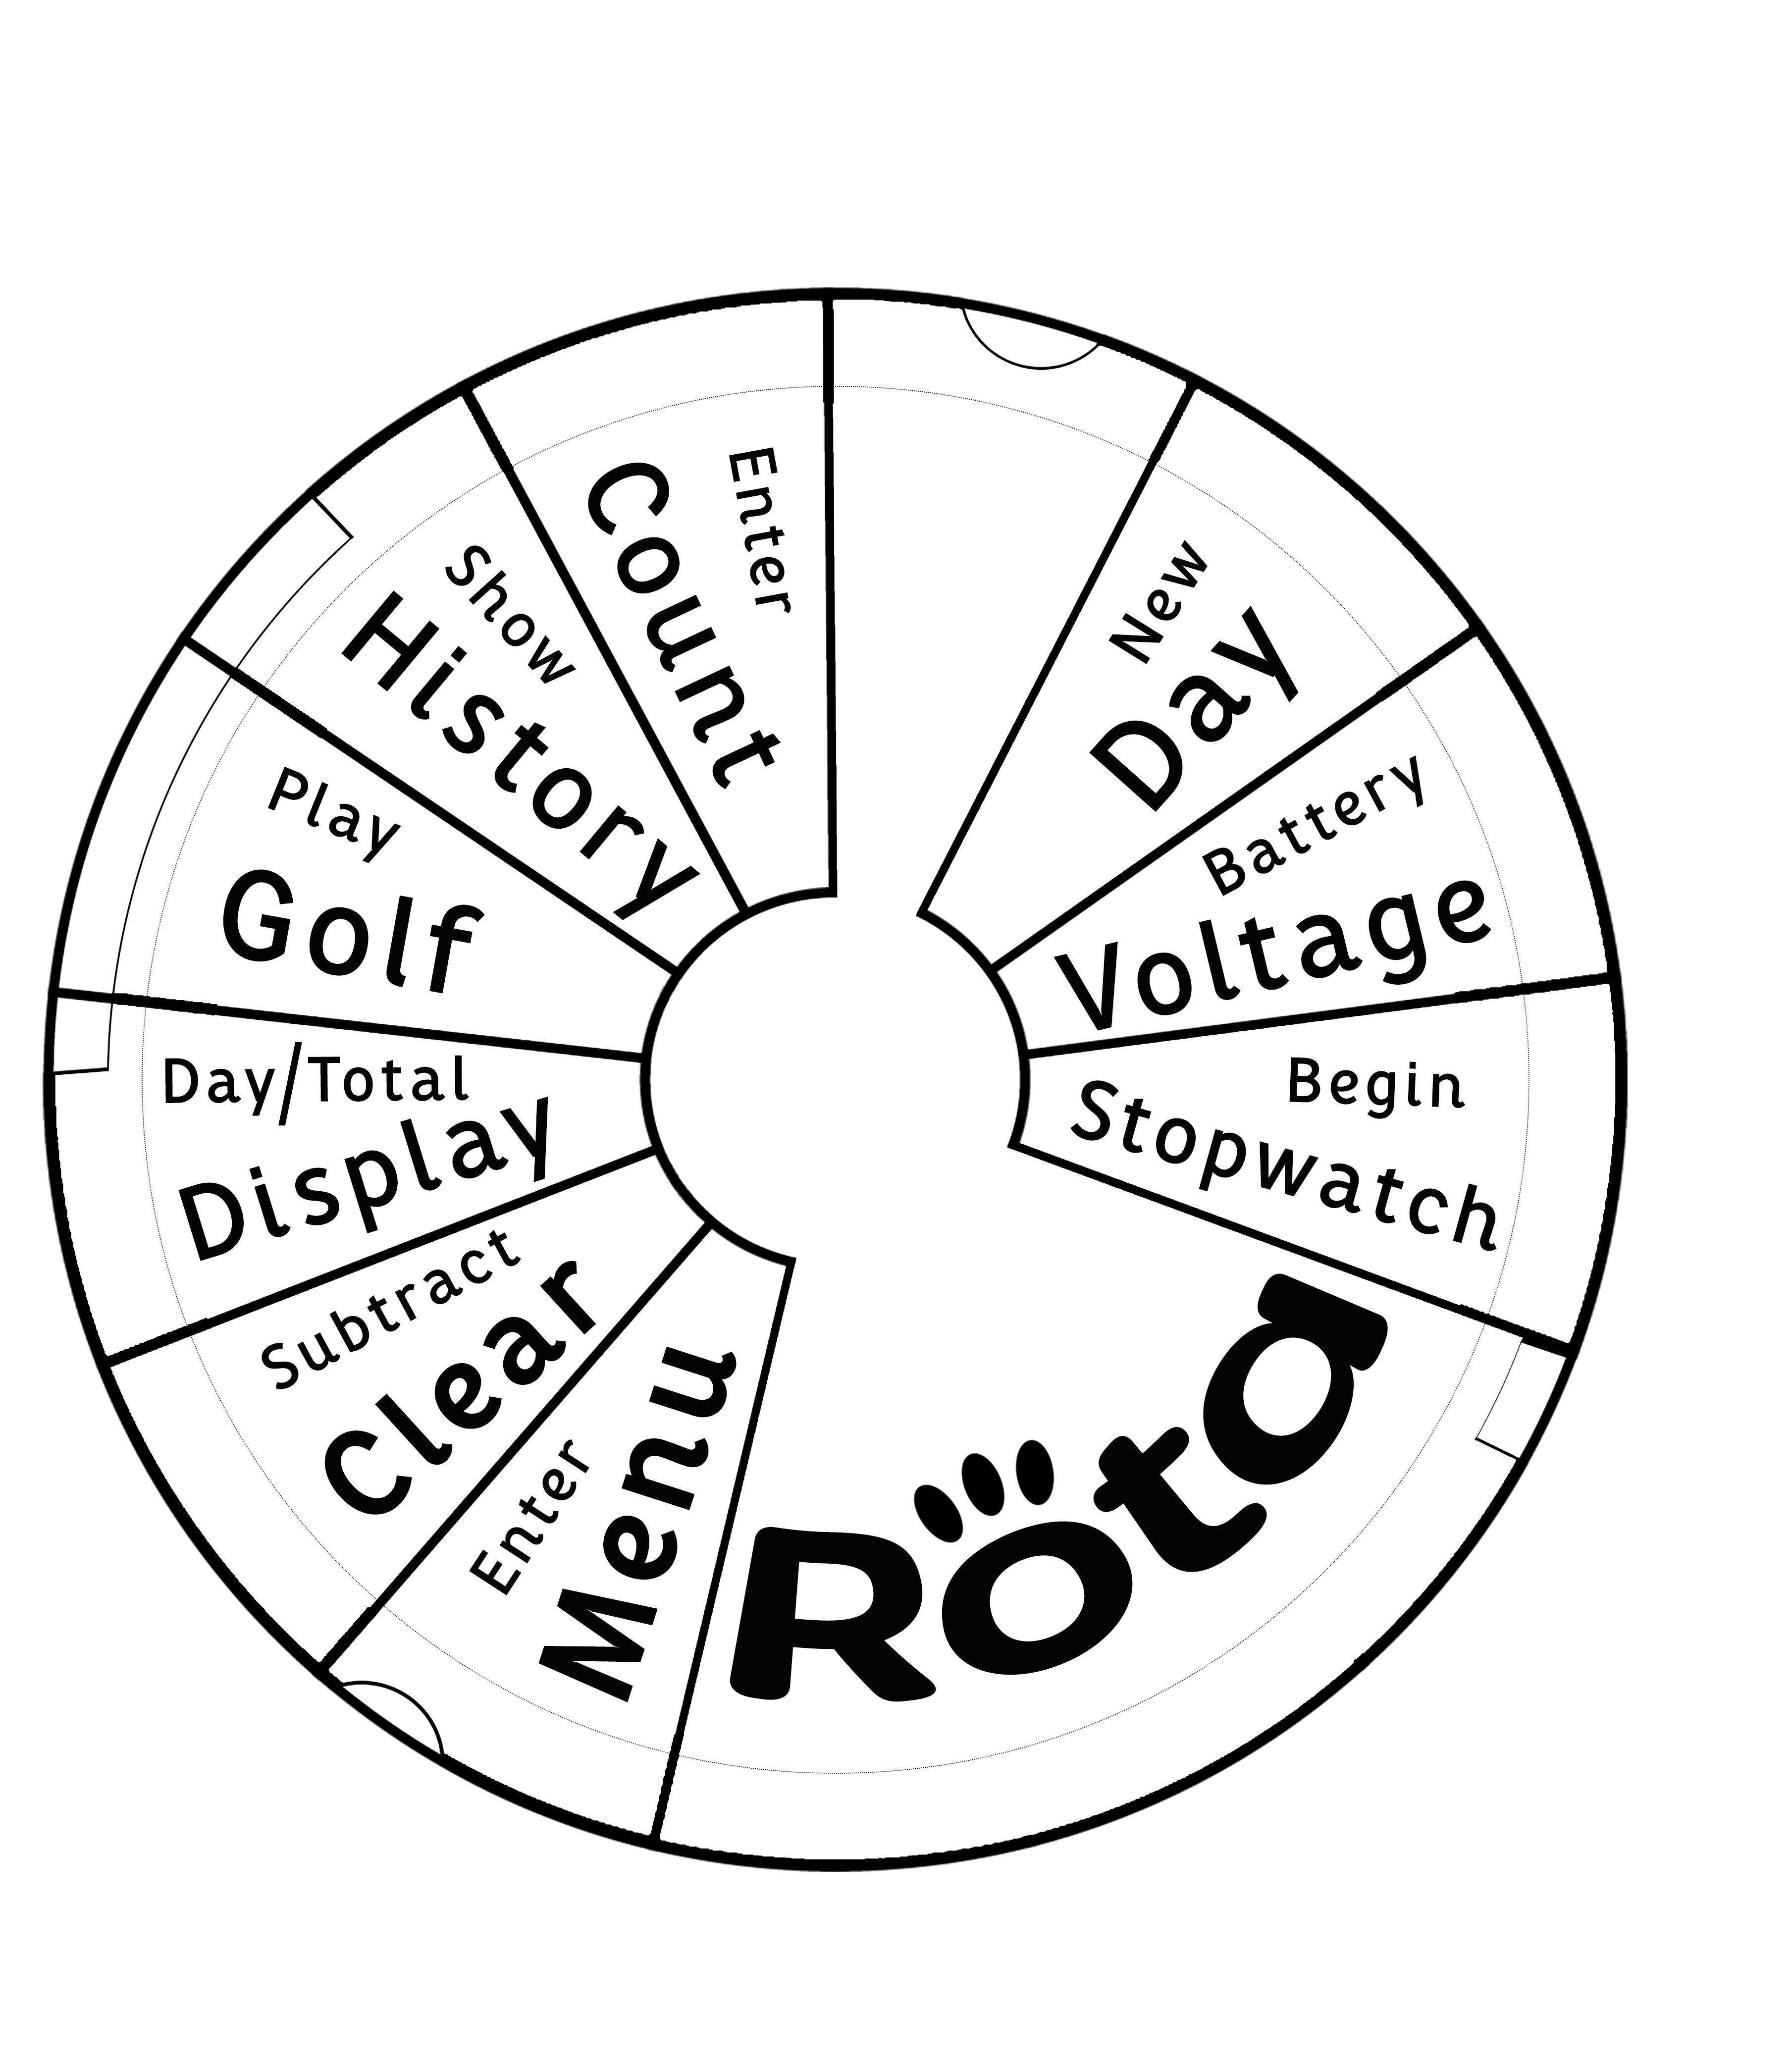 Enter
Count
New
Day
Battery
Voltage
Begin
Stopwatch
Rota
Enter
Menu
Subtract
Clear
Day/Total
Display
Play
Golf
Show
History